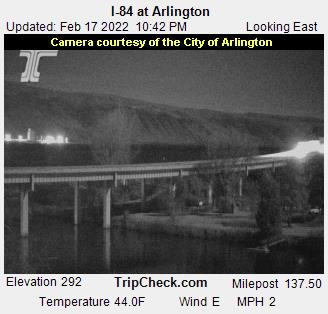 I-84 at Arlington
Updated: Feb 17 2022 10:42 PM Looking East
Camera courtesy of the City of Arlington
Elevation 292 TripCheck.com Milepost 137.50
Temperature 44.0F Wind E MPH 2